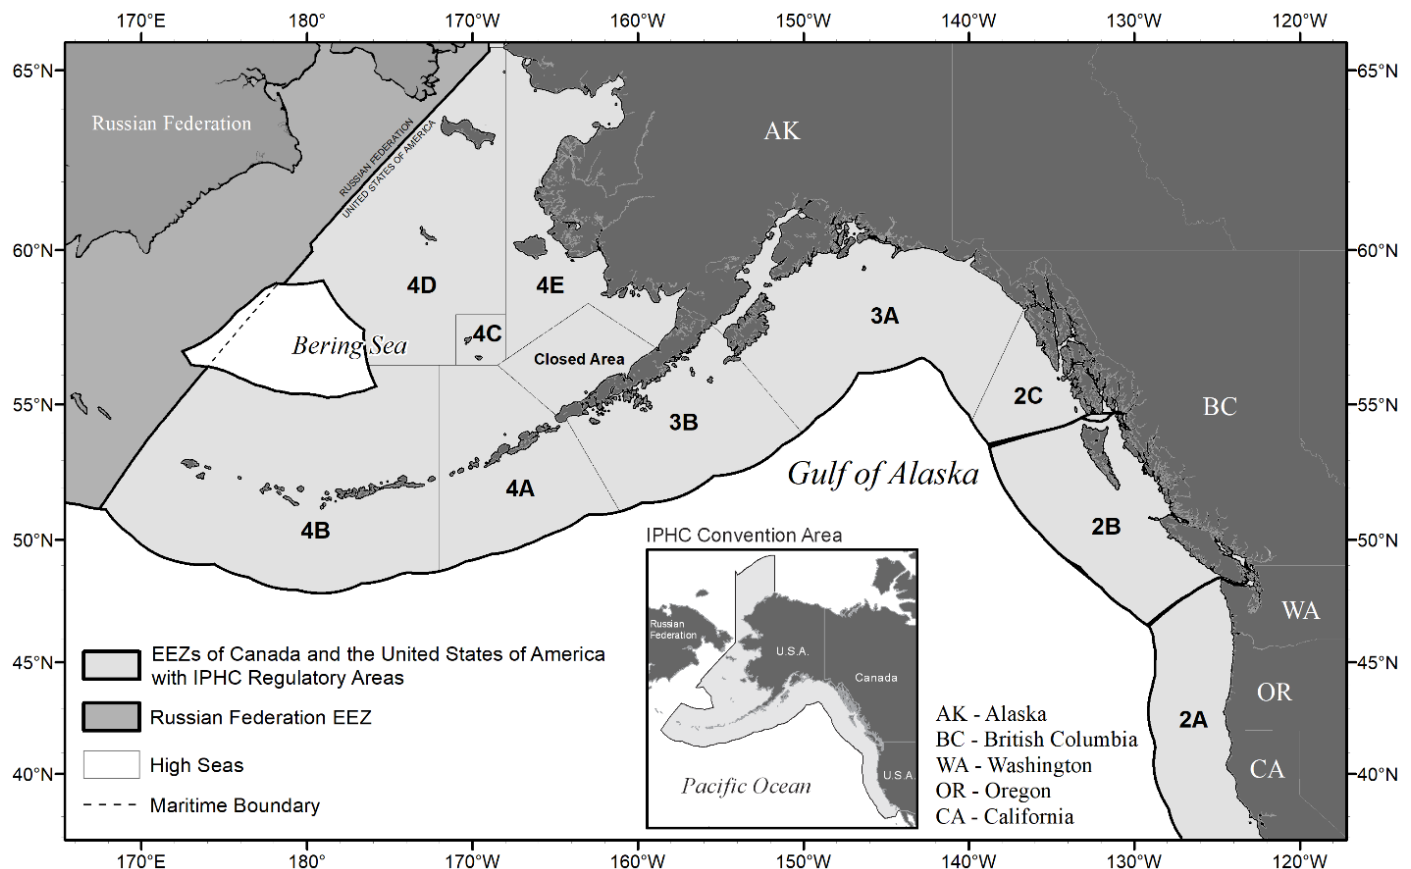 170°E 180° 170°W 160°W 150°W 140°W 130°W 120°W
65°N 65°N
Russian Federation
AK
RUSSIAN FEDERATION
UNITED STATES OF AMERICA
60°N 60°N
4D 4E
3A
4C
Bering Sea
Closed Area
2C
55°N 55°N
BC
3B
Gulf of Alaska
4A
2B
4B
50°N 50°N
IPHC Convention Area
Russian
Federation
U.S.A.
Canada
U.S.A.
Pacific Ocean
WA
EEZs of Canada and the United States of America
with IPHC Regulatory Areas
45°N 45°N
OR
Russian Federation EEZ
2A
High Seas
40°N 40°N
CA
Maritime Boundary
AK - Alaska
BC - British Columbia
WA - Washington
OR - Oregon
CA - California
170°E 180° 170°W 160°W 150°W 140°W 130°W 120°W